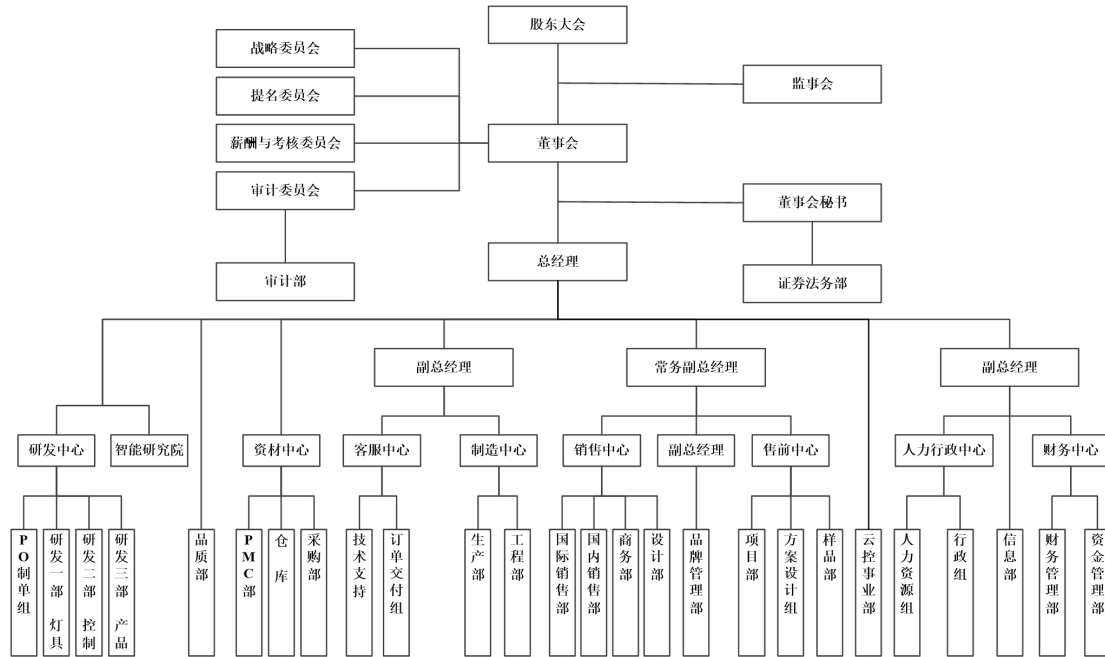 股东大会
战略委员会
监事会
提名委员会
薪酬与考核委员会
董事会
审计委员会
董事会秘书
总经理
审计部
证券法务部
副总经理
常务副总经理
副总经理
研发中心
智能研究院
资材中心
客服中心
制造中心
销售中心
副总经理
售前中心
人力行政中心
财务中心
PO制单组
研发一部 灯具
研发二部 控制
研发三部 产品
品质部
PMC部
仓 库
采购部
技术支持
订单交付组
生产部
工程部
国际销售部
国内销售部
商务部
设计部
品牌管理部
项目部
方案设计组
样品部
云控事业部
人力资源组
行政组
信息部
财务管理部
资金管理部